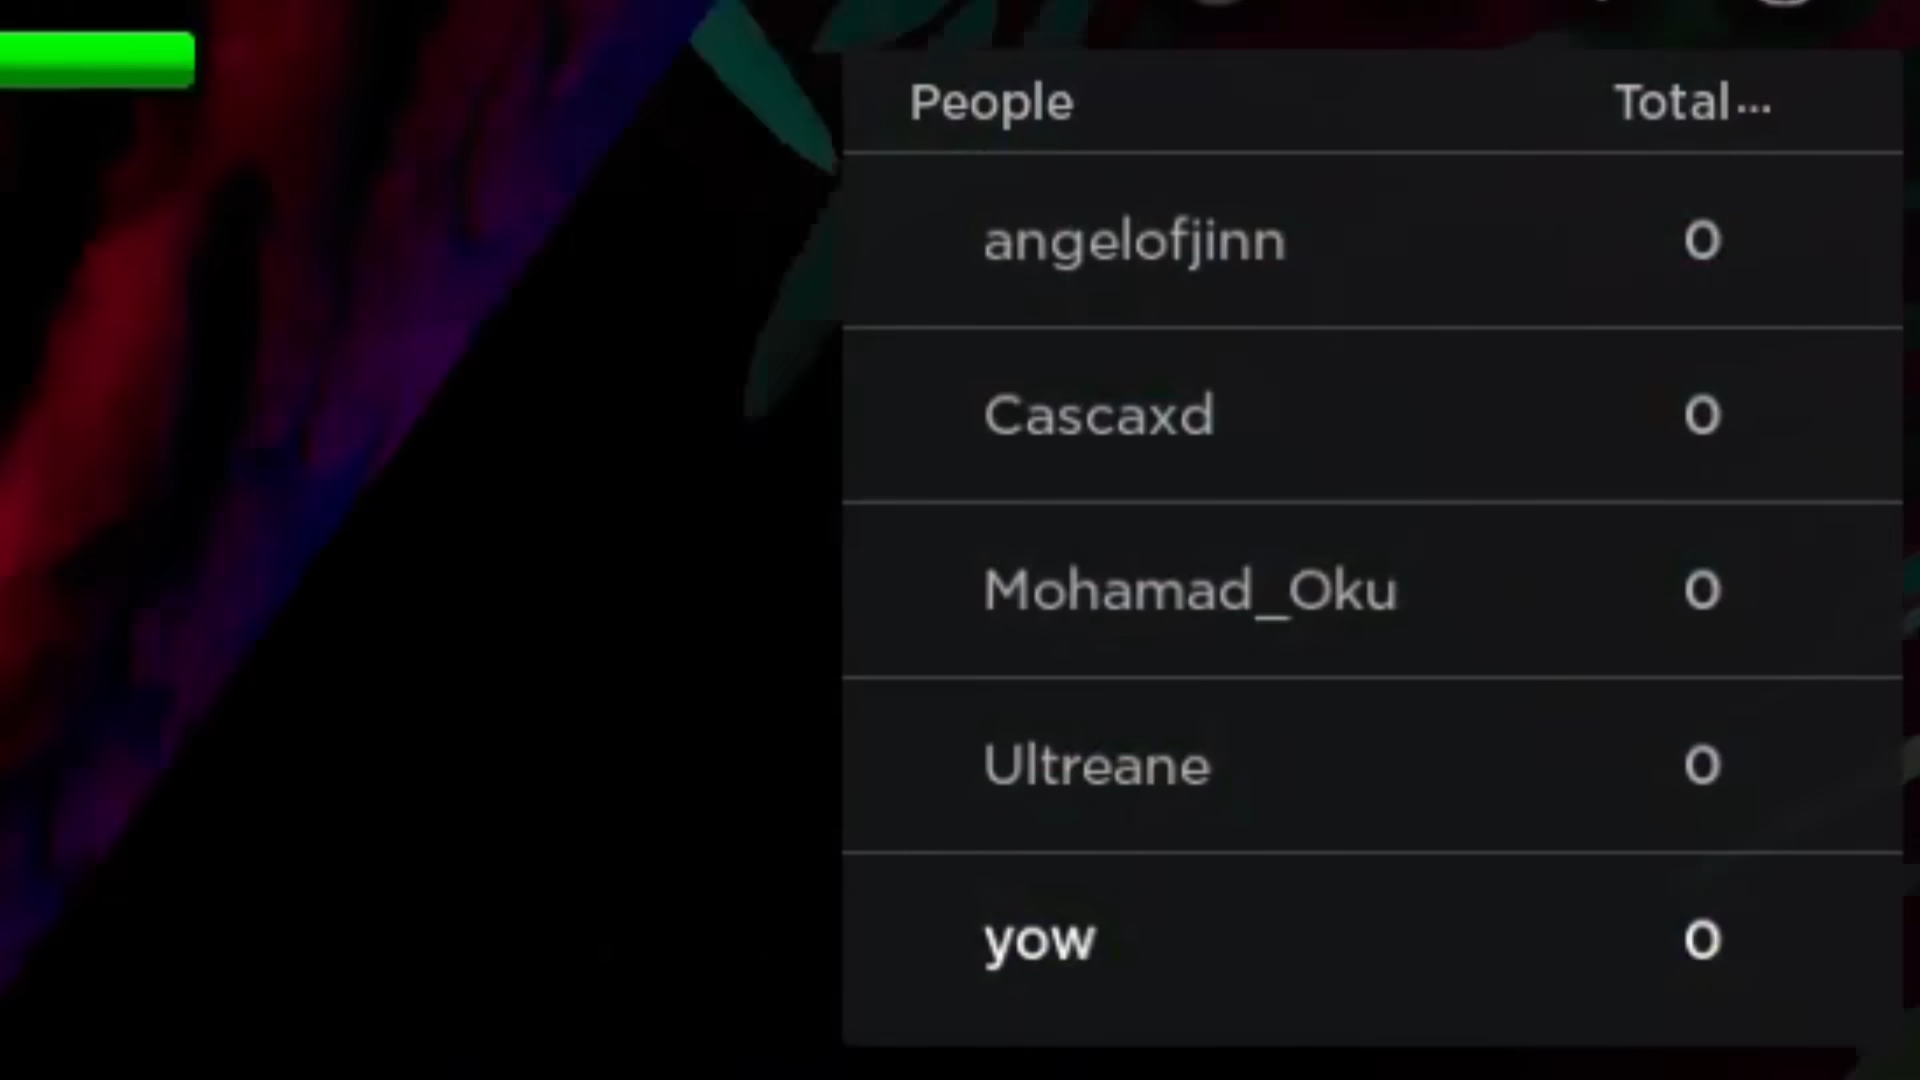 People Total...
angelofjinn 0
Cascaxd 0
Mohamad_Oku 0
Ultreane 0
yow 0